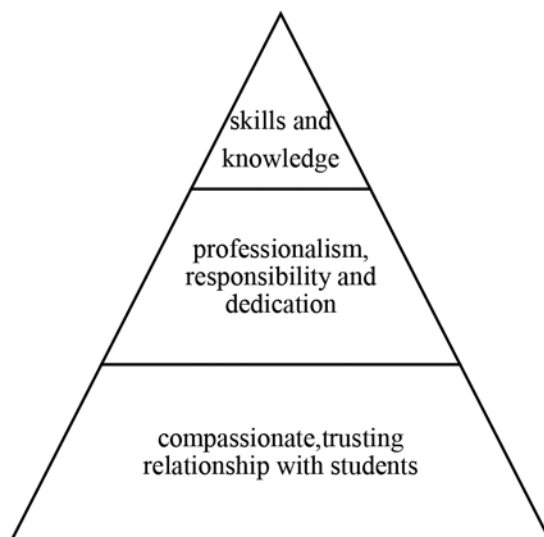 skills and
knowledge
professionalism,
responsibility and
dedication
compassionate,trusting
relationship with students